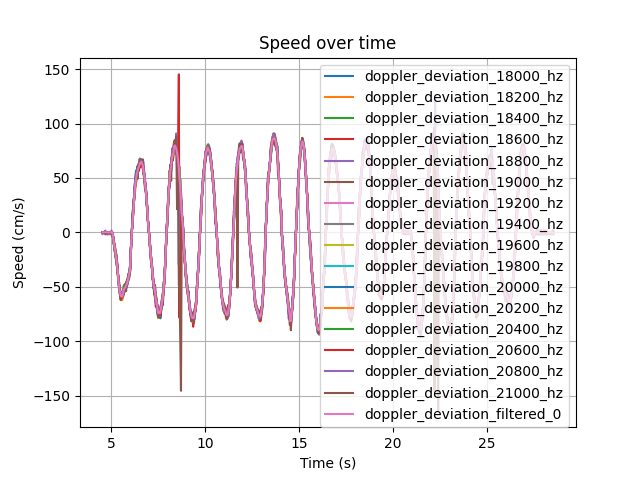 Speed over time
Speed (cm/s)
150
100
50
0
−50
−100
−150
5
10
15
20
25
Time (s)
doppler_deviation_18000_hz
doppler_deviation_18200_hz
doppler_deviation_18400_hz
doppler_deviation_18600_hz
doppler_deviation_18800_hz
doppler_deviation_19000_hz
doppler_deviation_19200_hz
doppler_deviation_19400_hz
doppler_deviation_19600_hz
doppler_deviation_19800_hz
doppler_deviation_20000_hz
doppler_deviation_20200_hz
doppler_deviation_20400_hz
doppler_deviation_20600_hz
doppler_deviation_20800_hz
doppler_deviation_21000_hz
doppler_deviation_filtered_0